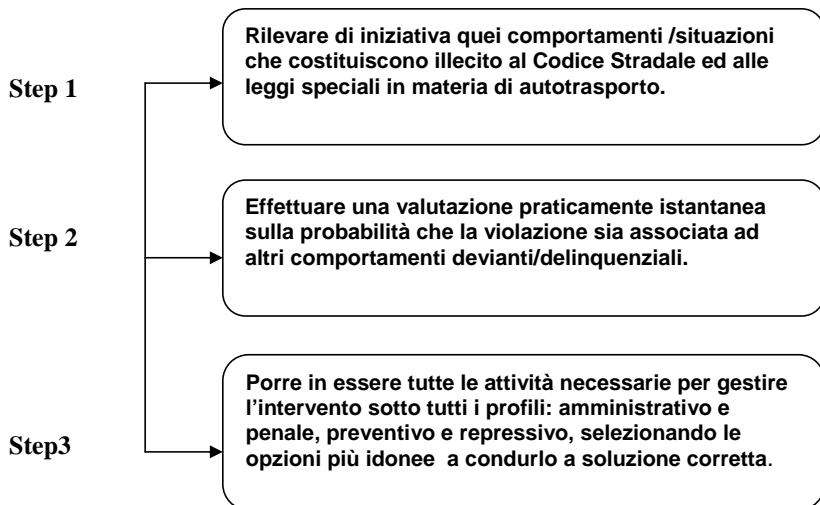 Step 1
Rilevare di iniziativa quei comportamenti /situazioni
che costituiscono illecito al Codice Stradale ed alle
leggi speciali in materia di autotrasporto.
Step 2
Effettuare una valutazione praticamente istantanea
sulla probabilità che la violazione sia associata ad
altri comportamenti devianti/delinquenziali.
Step3
Porre in essere tutte le attività necessarie per gestire
l’intervento sotto tutti i profili: amministrativo e
penale, preventivo e repressivo, selezionando le
opzioni più idonee a condurlo a soluzione corretta.